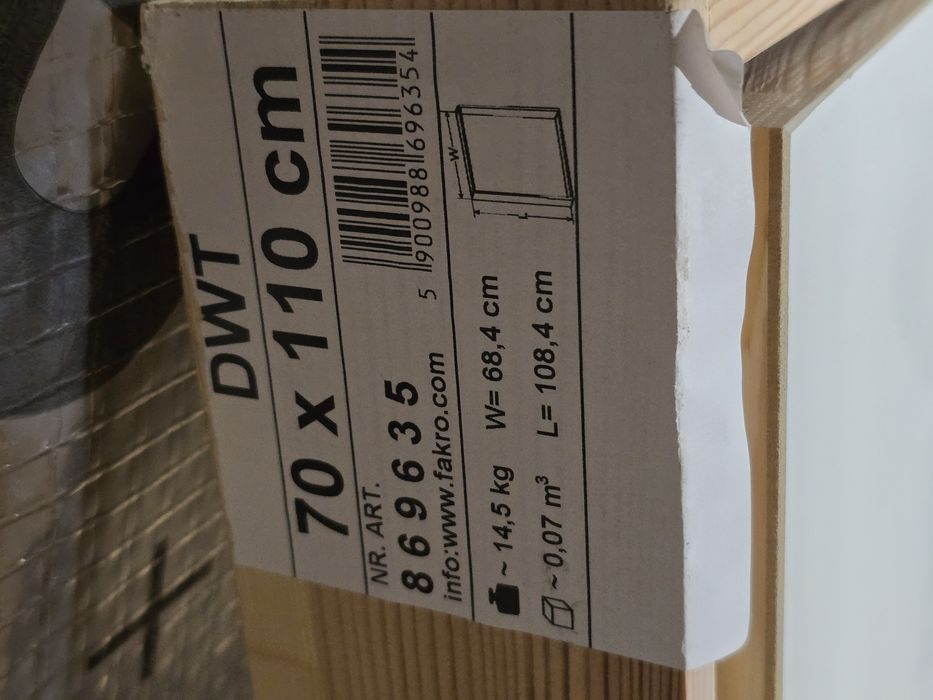 DWT
70 x 110 cm
NR. ART.
869635
info:www.fakro.com
5 900988 696354
~ 14,5 kg W= 68,4 cm
~ 0,07 m³ L= 108,4 cm
W
L